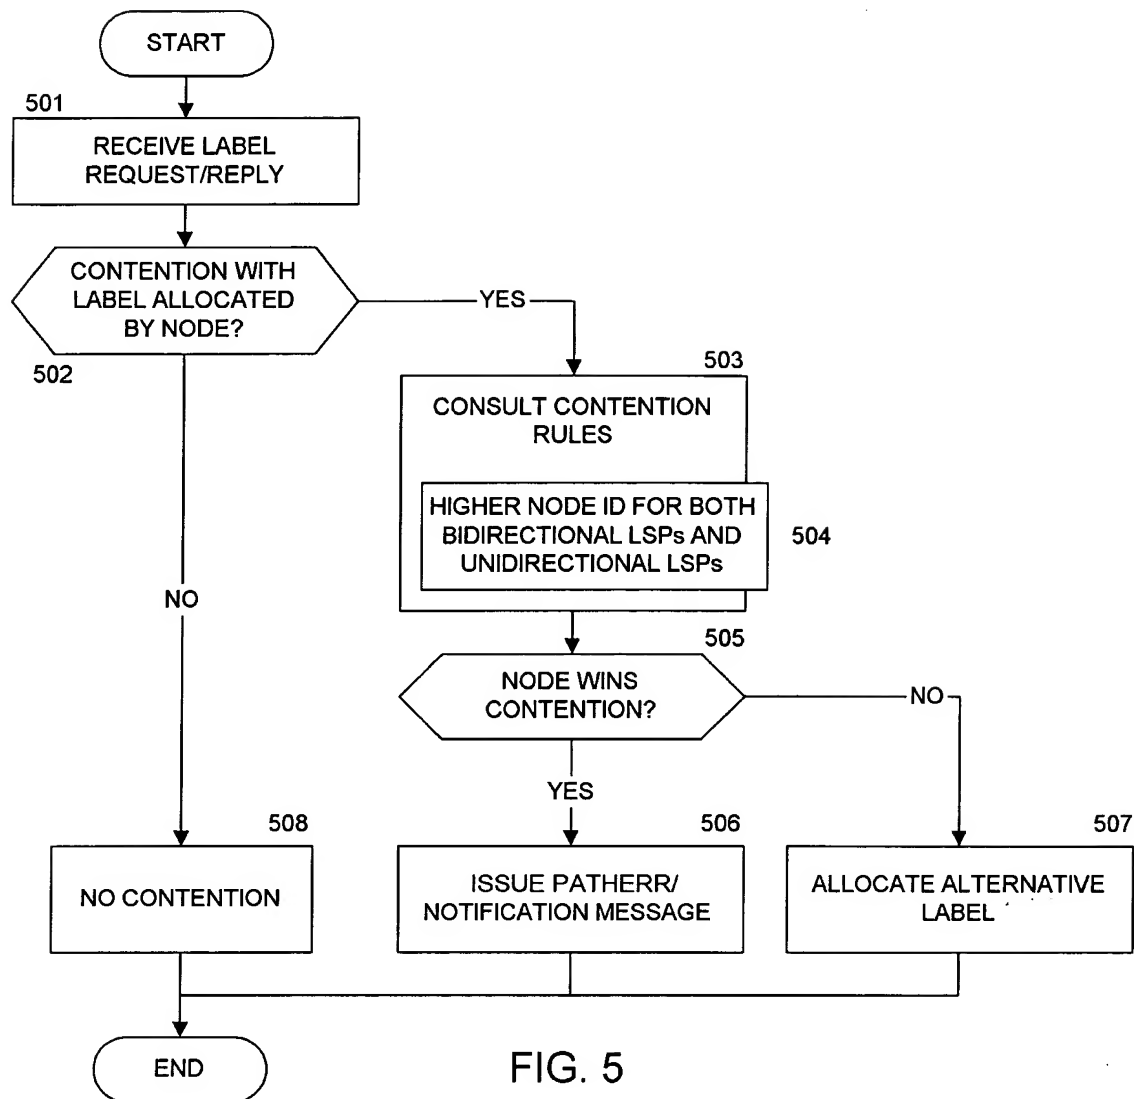 START
501
RECEIVE LABEL
REQUEST/REPLY
CONTENTION WITH
LABEL ALLOCATED
BY NODE?
502
YES
503
CONSULT CONTENTION
RULES
HIGHER NODE ID FOR BOTH
BIDIRECTIONAL LSPs AND
UNIDIRECTIONAL LSPs
504
NO
505
NODE WINS
CONTENTION?
NO
YES
508
NO CONTENTION
506
ISSUE PATHERR/
NOTIFICATION MESSAGE
507
ALLOCATE ALTERNATIVE
LABEL
END
FIG. 5